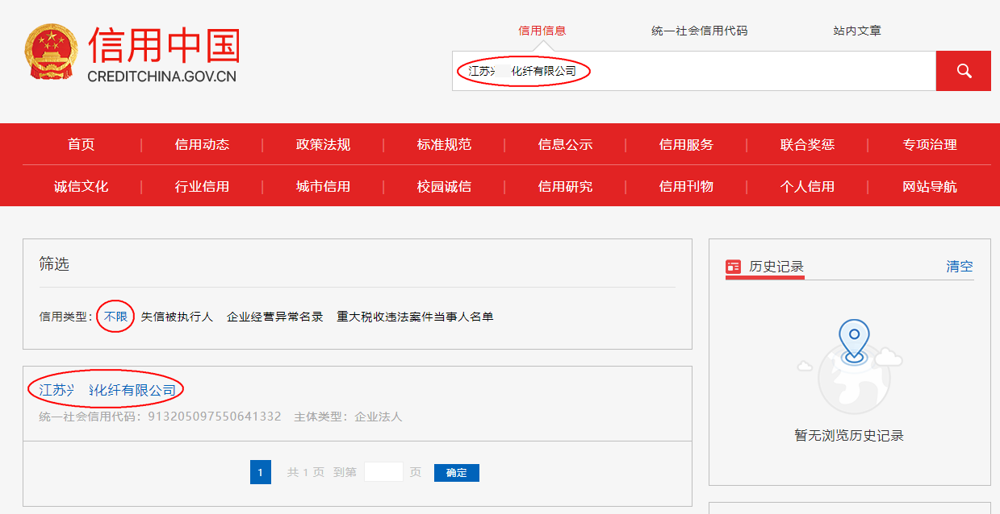 信用中国
CREDITCHINA.GOV.CN
信用信息 统一社会信用代码 站内文章
江苏 化纤有限公司
首页 | 信用动态 | 政策法规 | 标准规范 | 信息公示 | 信用服务 | 联合奖惩 | 专项治理
诚信文化 | 行业信用 | 城市信用 | 校园诚信 | 信用研究 | 信用刊物 | 个人信用 | 网站导航
筛选
信用类型： 不限 失信被执行人 企业经营异常名录 重大税收违法案件当事人名单
历史记录 清空
江苏 化纤有限公司
统一社会信用代码：913205097550641332 主体类型：企业法人
暂无浏览历史记录
1 共 1 页 到第 页 确定